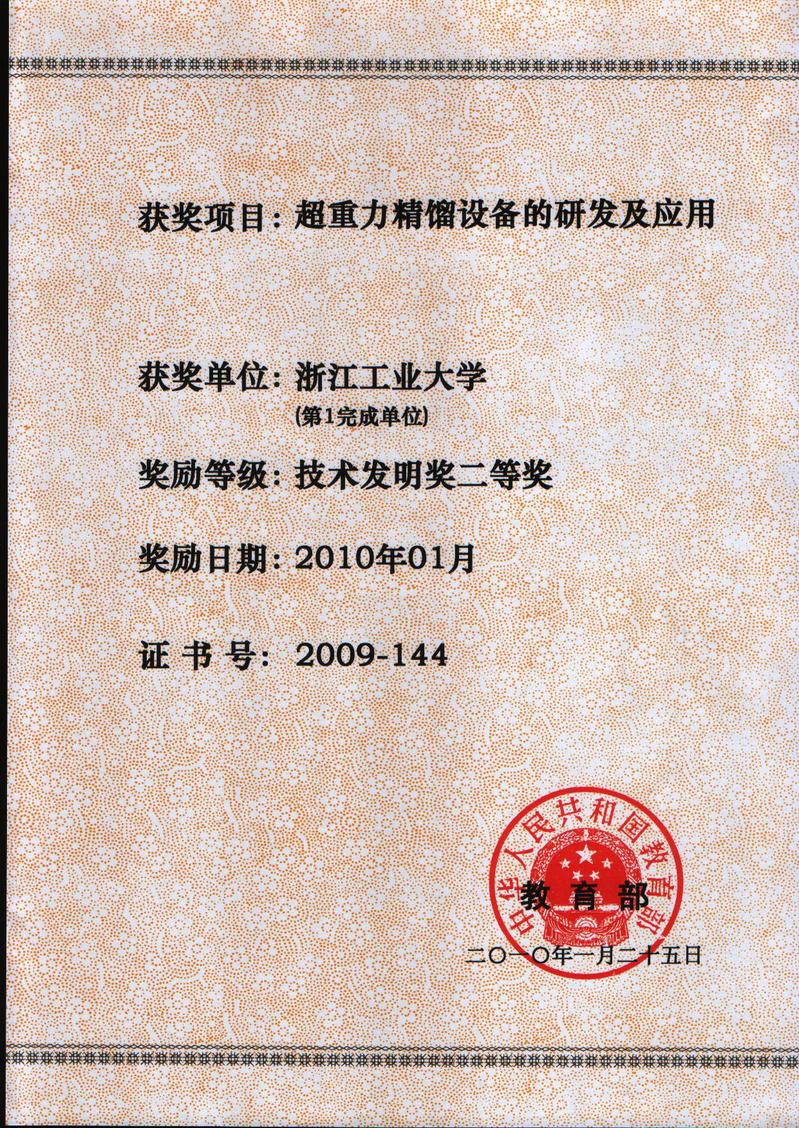 获奖项目：超重力精馏设备的研发及应用
获奖单位：浙江工业大学
(第1完成单位)
奖励等级：技术发明奖二等奖
奖励日期：2010年01月
证书号：2009-144
中华人民共和国教育部
教育部
二〇一〇年一月二十五日